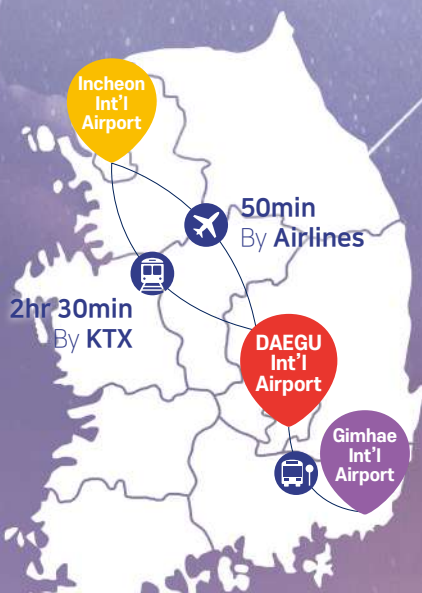 Incheon
Int'l
Airport
50min
By Airlines
2hr 30min
By KTX
DAEGU
Int'l
Airport
Gimhae
Int'l
Airport